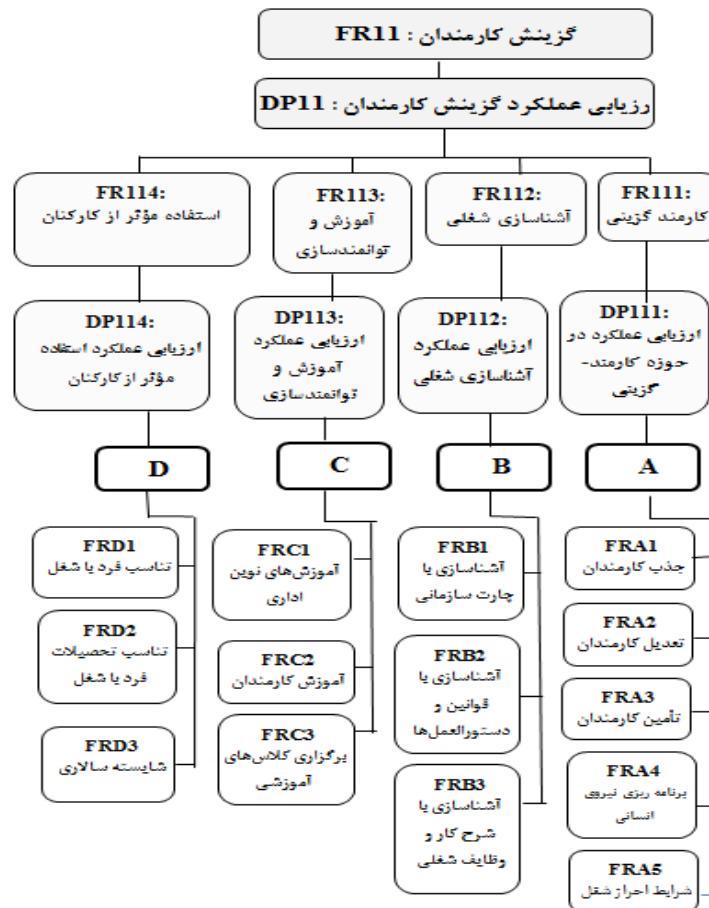 گزینش کارمندان : FR11
رزیابی عملکرد گزینش کارمندان : DP11
FR111:
کارمند گزینی
FR112:
آشناسازی شغلی
FR113:
آموزش و
توانمندسازی
FR114:
استفاده مؤثر از کارکنان
DP111:
ارزیابی عملکرد در
حوزه کارمند-
گزینی
DP112:
ارزیابی عملکرد
آشناسازی شغلی
DP113:
ارزیابی عملکرد
آموزش و
توانمندسازی
DP114:
ارزیابی عملکرد استفاده
مؤثر از کارکنان
A
B
C
D
FRA1
جذب کارمندان
FRA2
تعدیل کارمندان
FRA3
تأمین کارمندان
FRA4
برنامه ریزی نیروی
انسانی
FRA5
شرایط احراز شغل
FRB1
آشناسازی با
چارت سازمانی
FRB2
آشناسازی با
قوانین و
دستورالعمل‌ها
FRB3
آشناسازی با
شرح کار و
وظایف شغلی
FRC1
آموزش‌های نوین
اداری
FRC2
آموزش کارمندان
FRC3
برگزاری کلاس‌های
آموزشی
FRD1
تناسب فرد با شغل
FRD2
تناسب تحصیلات
فرد با شغل
FRD3
شایسته سالاری